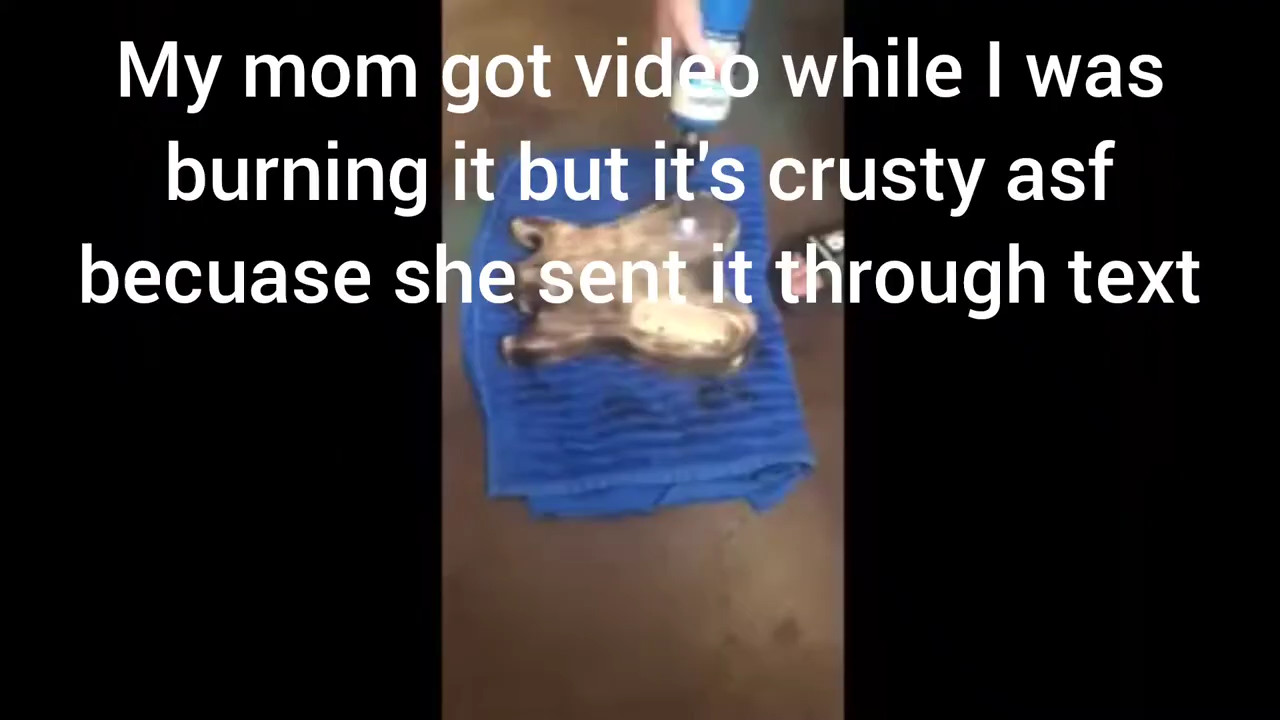 My mom got video while I was
burning it but it's crusty asf
becuase she sent it through text